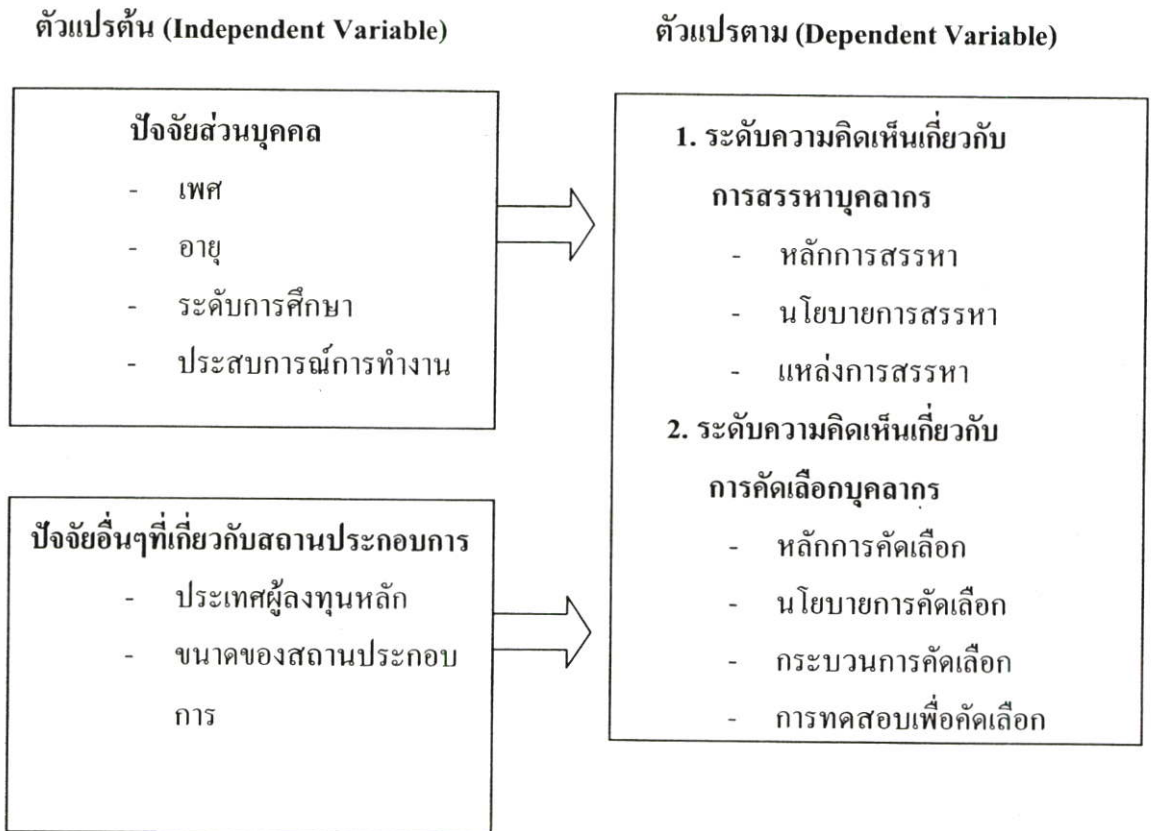 ตัวแปรต้น (Independent Variable)
ปัจจัยส่วนบุคคล
- เพศ
- อายุ
- ระดับการศึกษา
- ประสบการณ์การทำงาน
ปัจจัยอื่นๆที่เกี่ยวกับสถานประกอบการ
- ประเทศผู้ลงทุนหลัก
- ขนาดของสถานประกอบ
การ
ตัวแปรตาม (Dependent Variable)
1. ระดับความคิดเห็นเกี่ยวกับ
การสรรหาบุคลากร
- หลักการสรรหา
- นโยบายการสรรหา
- แหล่งการสรรหา
2. ระดับความคิดเห็นเกี่ยวกับ
การคัดเลือกบุคลากร
- หลักการคัดเลือก
- นโยบายการคัดเลือก
- กระบวนการคัดเลือก
- การทดสอบเพื่อคัดเลือก